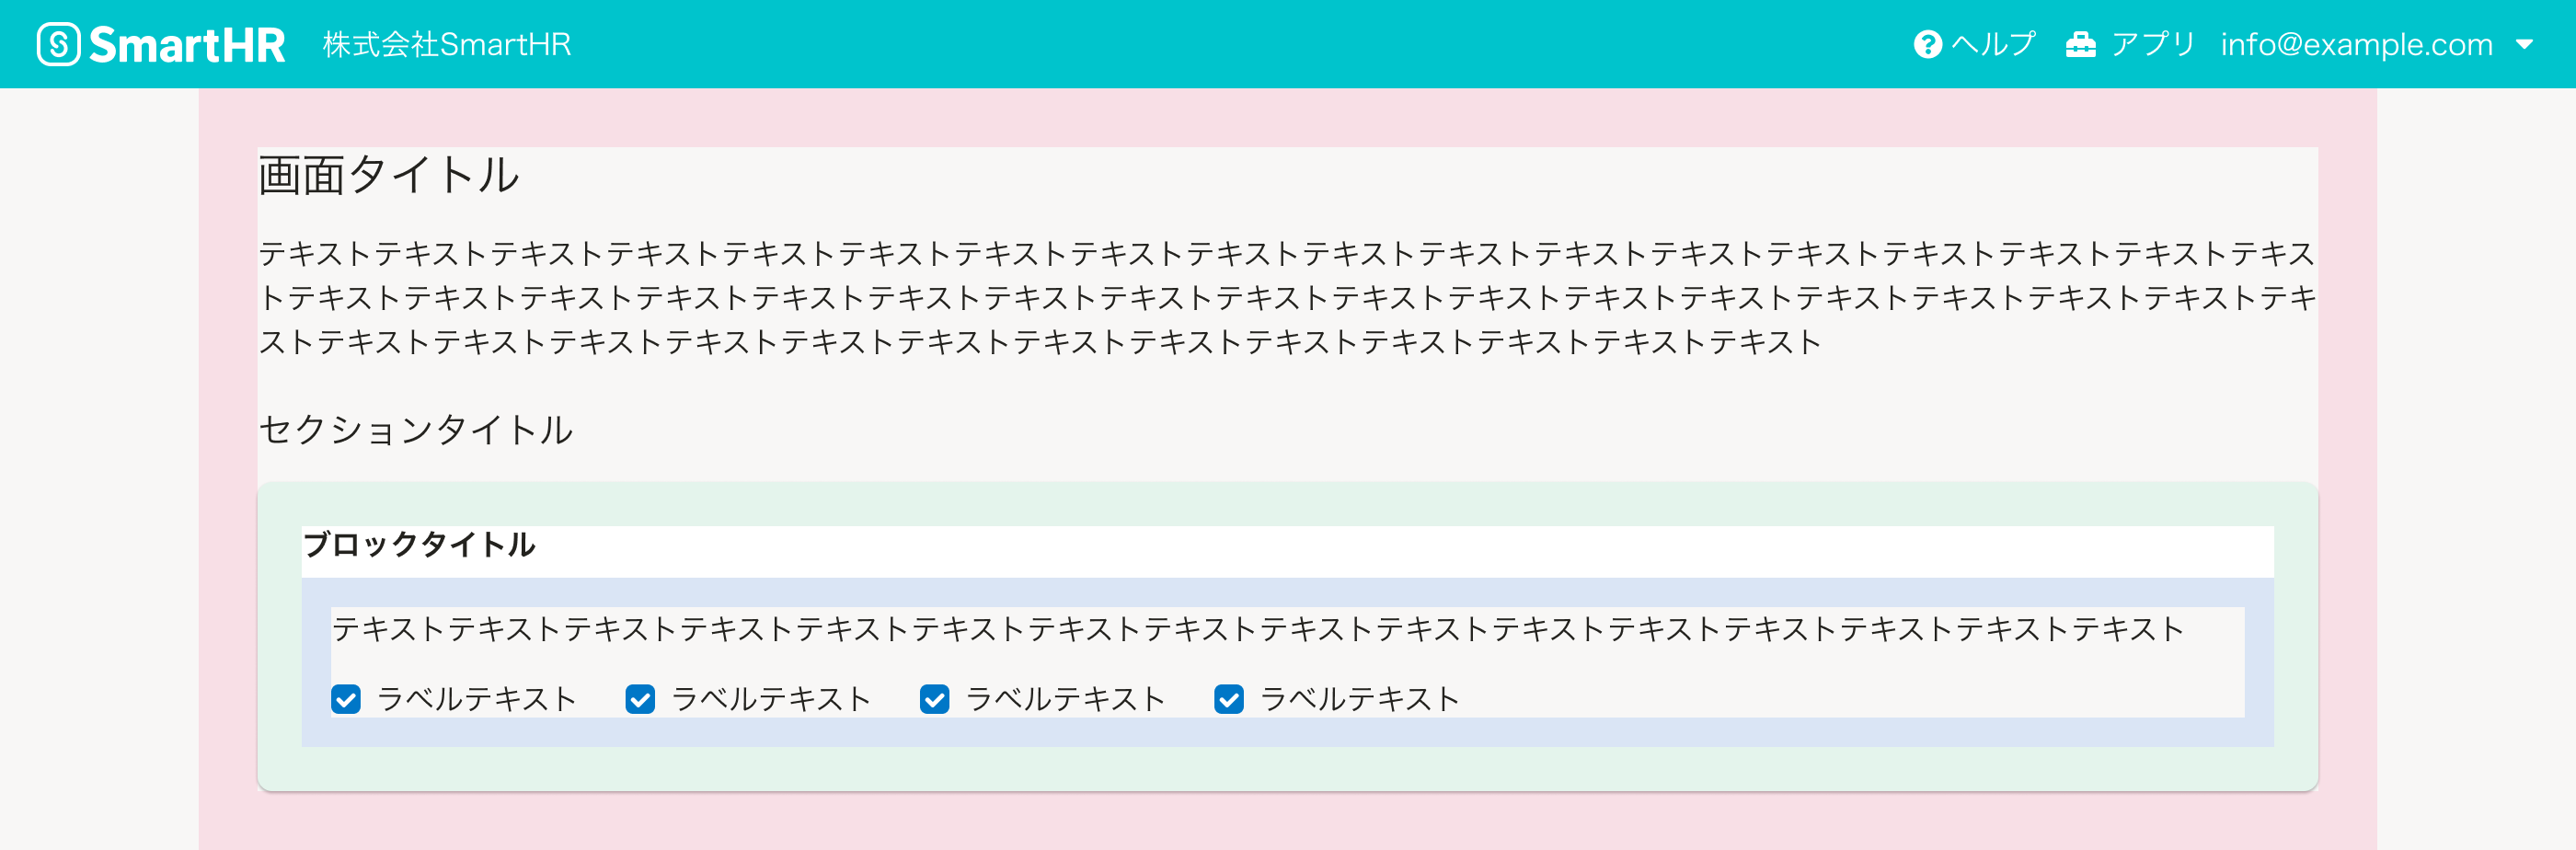 SmartHR 株式会社SmartHR ヘルプ アプリ info@example.com
画面タイトル
テキストテキストテキストテキストテキストテキストテキストテキストテキストテキストテキストテキストテキストテキストテキストテキストテキストテキス
トテキストテキストテキストテキストテキストテキストテキストテキストテキストテキストテキストテキストテキストテキストテキストテキストテキストテキ
ストテキストテキストテキストテキストテキストテキストテキストテキストテキストテキストテキストテキストテキスト
セクションタイトル
ブロックタイトル
テキストテキストテキストテキストテキストテキストテキストテキストテキストテキストテキストテキストテキストテキストテキストテキスト
ラベルテキスト ラベルテキスト ラベルテキスト ラベルテキスト